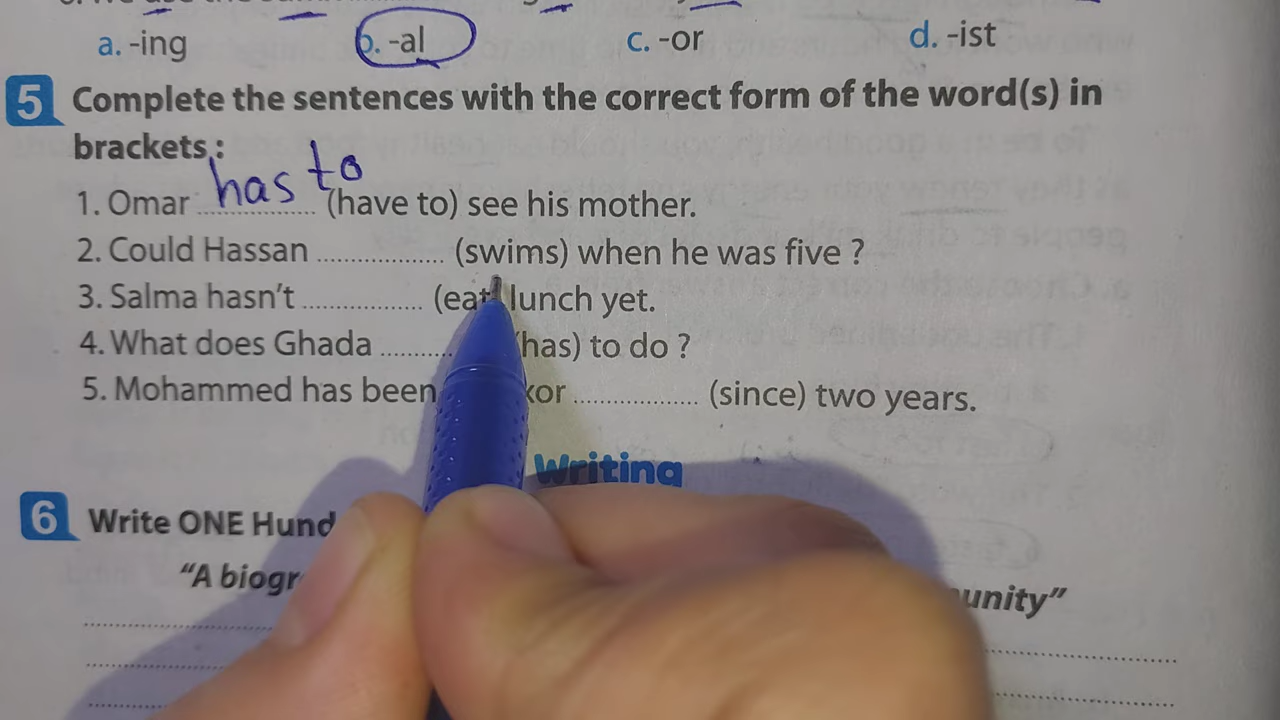 a. -ing b. -al c. -or d. -ist
5 Complete the sentences with the correct form of the word(s) in
brackets :
has to
1. Omar .................... (have to) see his mother.
2. Could Hassan .................... (swims) when he was five ?
3. Salma hasn't .................... (eat) lunch yet.
4. What does Ghada .......... (has) to do ?
5. Mohammed has been .................... (since) two years.
Writing
6 Write ONE
"A